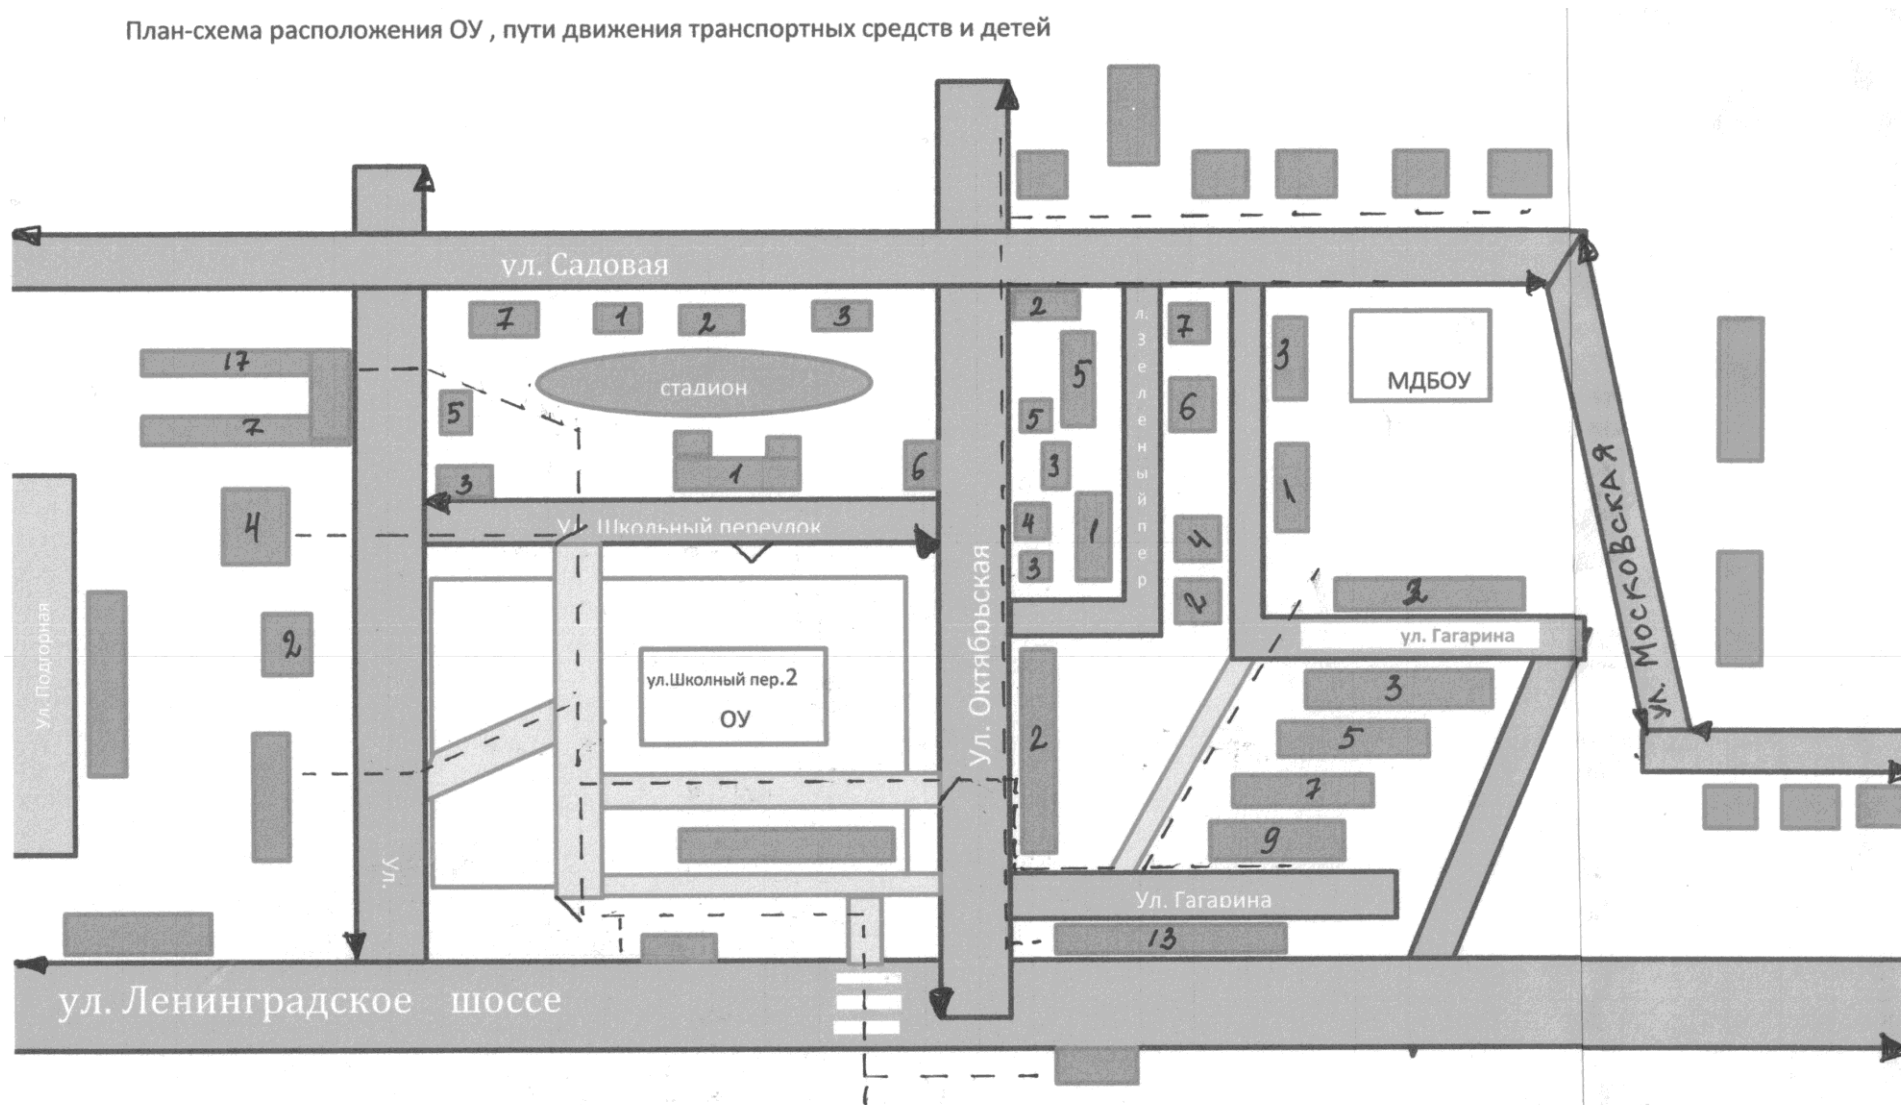 План-схема расположения ОУ , пути движения транспортных средств и детей
ул. Садовая
7
1
2
3
2
7
3
МДБОУ
17
7
5
стадион
5
6
5
3
1
6
3
1
4
Ул. Школьный переулок
4
1
4
3
2
л. Зеленый пер
ул. Московская
2
Ул. Подгорная
ул. Гагарина
ул.Школный пер.2
ОУ
Ул. Октябрьская
2
3
5
7
9
Ул.
Ул. Гагарина
13
ул. Ленинградское шоссе